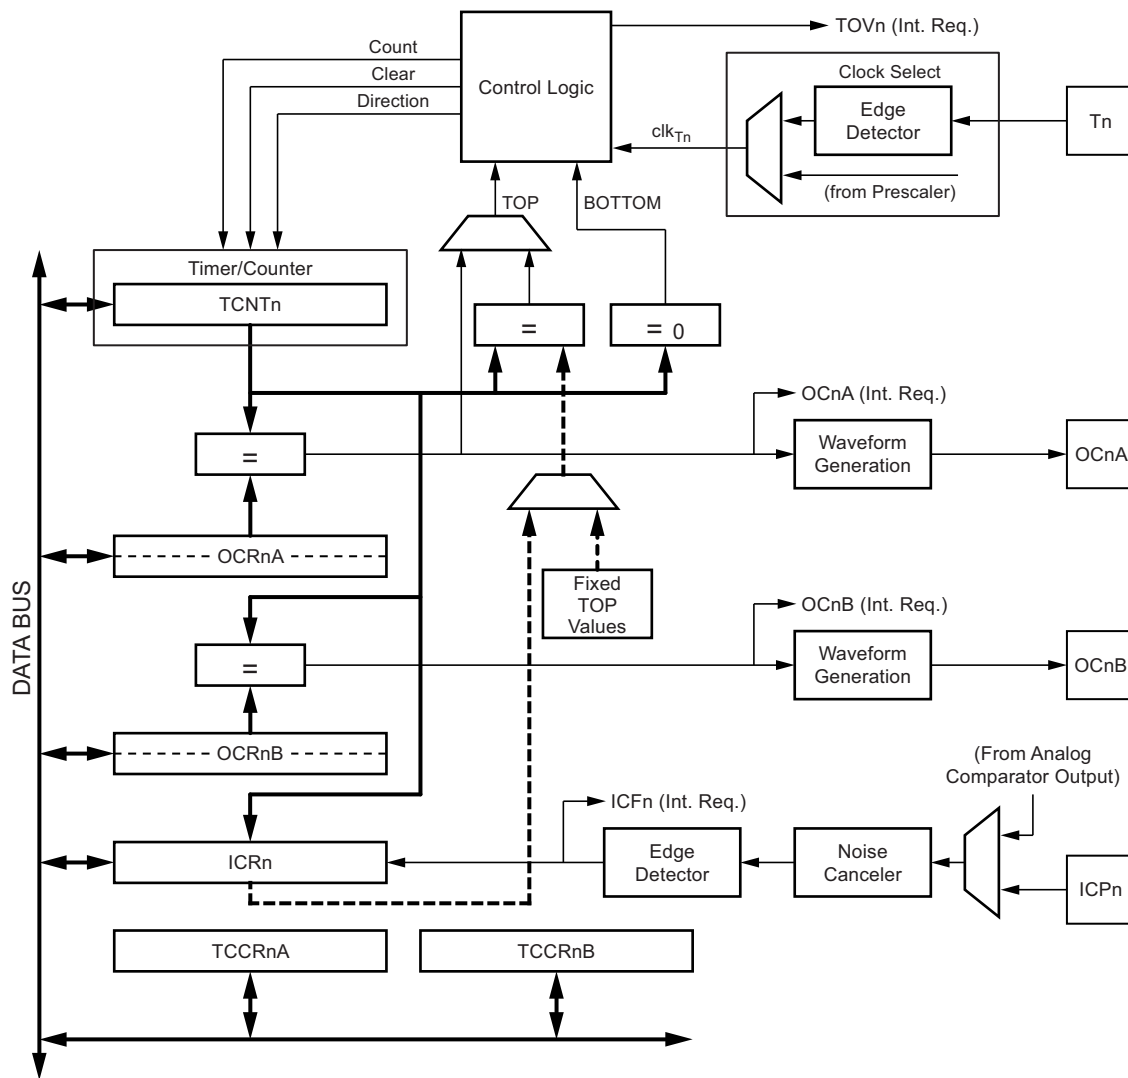 TOVn (Int. Req.)
Count
Clear
Direction
Control Logic
Clock Select
Edge
Detector
Tn
clkTn
(from Prescaler)
TOP
BOTTOM
Timer/Counter
TCNTn
=
= 0
OCnA (Int. Req.)
=
Waveform
Generation
OCnA
OCRnA
Fixed
TOP
Values
DATA BUS
OCnB (Int. Req.)
=
Waveform
Generation
OCnB
OCRnB
(From Analog
Comparator Output)
ICFn (Int. Req.)
ICRn
Edge
Detector
Noise
Canceler
ICPn
TCCRnA
TCCRnB